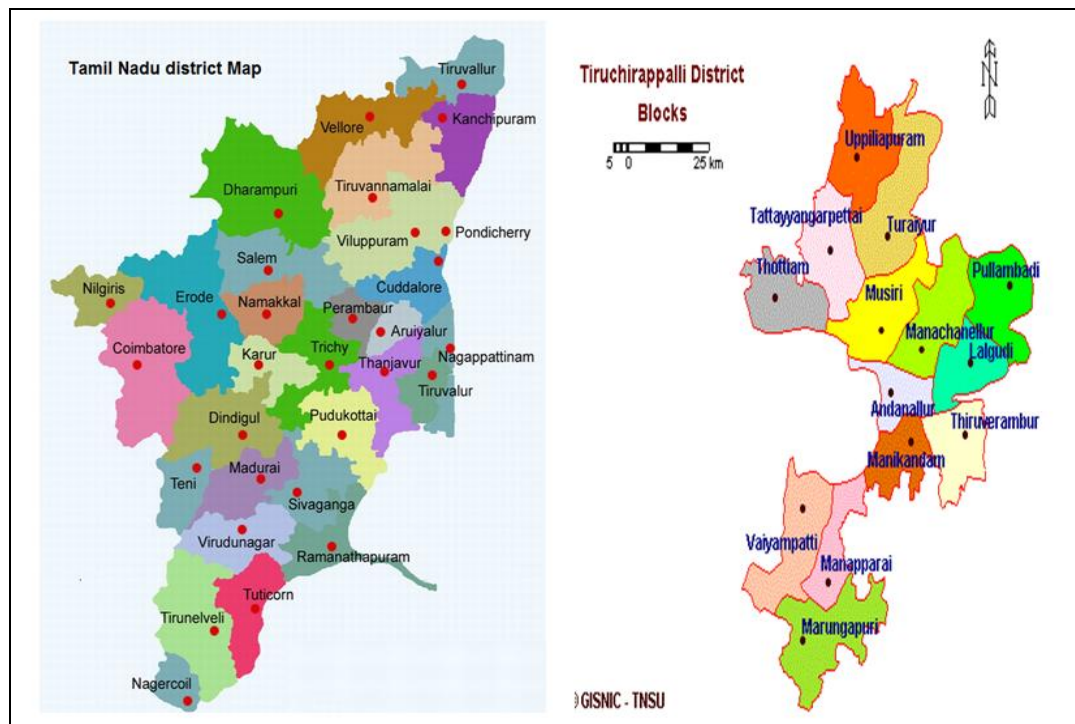 Tamil Nadu district Map
Tiruvallur
Kanchipuram
Vellore
Tiruvannamalai
Dharampuri
Viluppuram
Pondicherry
Salem
Cuddalore
Nilgiris
Erode
Namakkal
Perambaur
Aruiyalur
Coimbatore
Karur
Trichy
Nagappattinam
Thanjavur
Tiruvalur
Dindigul
Pudukottai
Madurai
Teni
Sivaganga
Virudunagar
Ramanathapuram
Tuticorn
Tirunelveli
Nagercoil
Tiruchirappalli District
Blocks
5 0 25 km
N
Uppiliapuram
Tattayyangarpettai
Turaiyur
Thottiam
Pullambadi
Musiri
Manachanellur
Lalgudi
Andanallur
Thiruverambur
Manikandam
Vaiyampatti
Manapparai
Marungapuri
GISNIC - TNSU